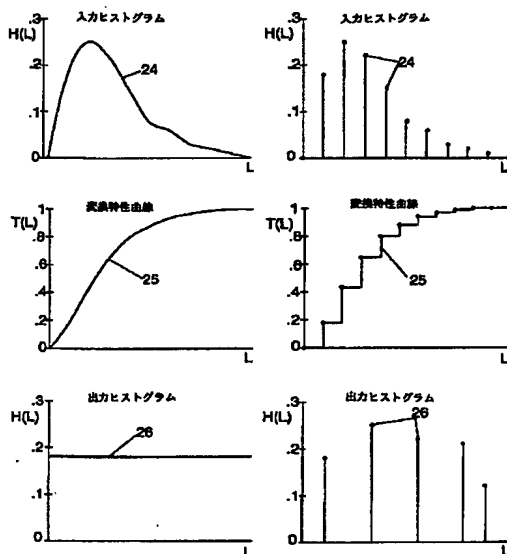 入力ヒストグラム
H(L)
.3
.2
.1
0
24
L
入力ヒストグラム
H(L)
.3
.2
.1
0
24
L
変換特性曲線
T(L)
1
.8
.6
.4
.2
0
25
L
変換特性曲線
T(L)
1
.8
.6
.4
.2
0
25
L
出力ヒストグラム
H(L)
.3
.2
.1
0
26
L
出力ヒストグラム
H(L)
.3
.2
.1
0
26
L